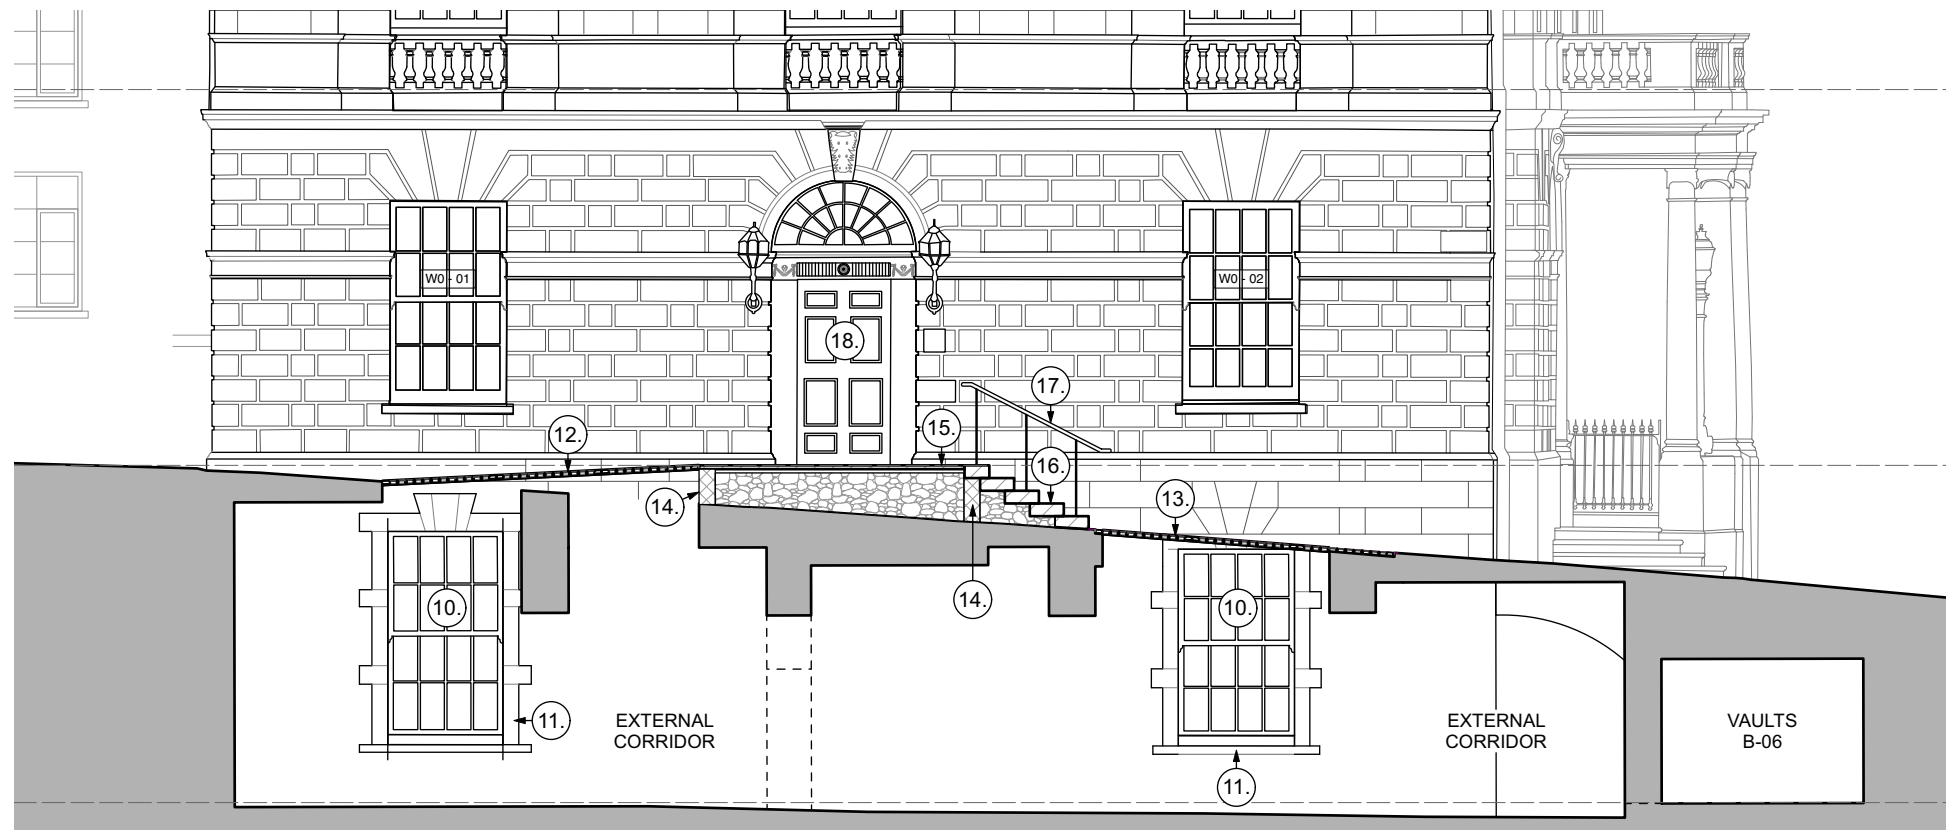 W0 - 01
W0 - 02
18.
17.
12.
15.
16.
14.
13.
10.
14.
10.
11.
EXTERNAL
CORRIDOR
EXTERNAL
CORRIDOR
VAULTS
B-06
11.